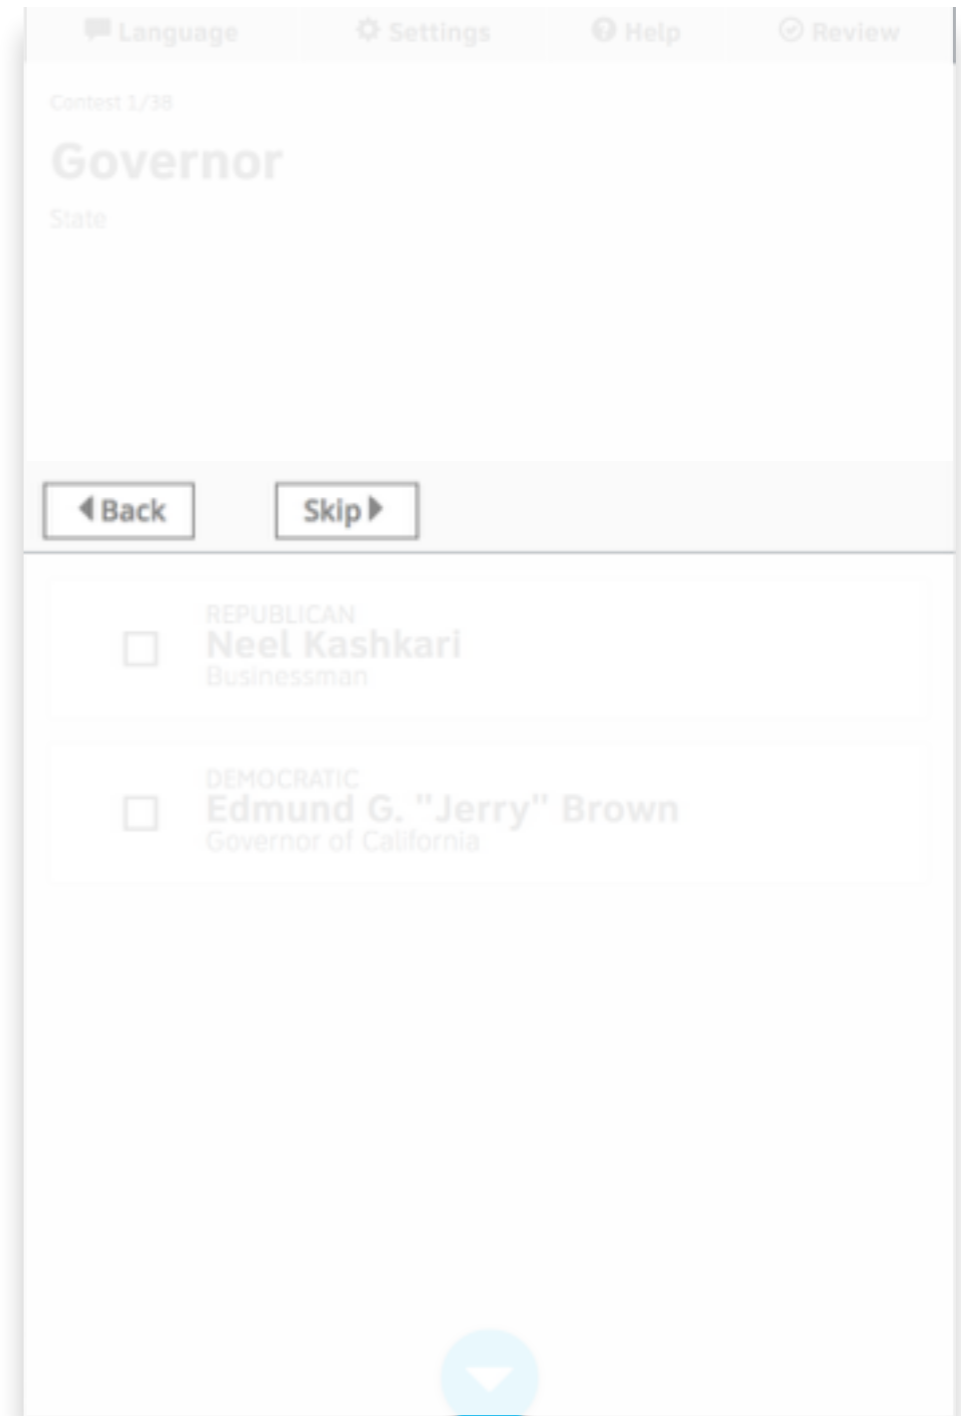 Language Settings Help Review
Contest 1/38
Governor
State
Back Skip
REPUBLICAN
Neel Kashkari
Businessman
DEMOCRATIC
Edmund G. "Jerry" Brown
Governor of California